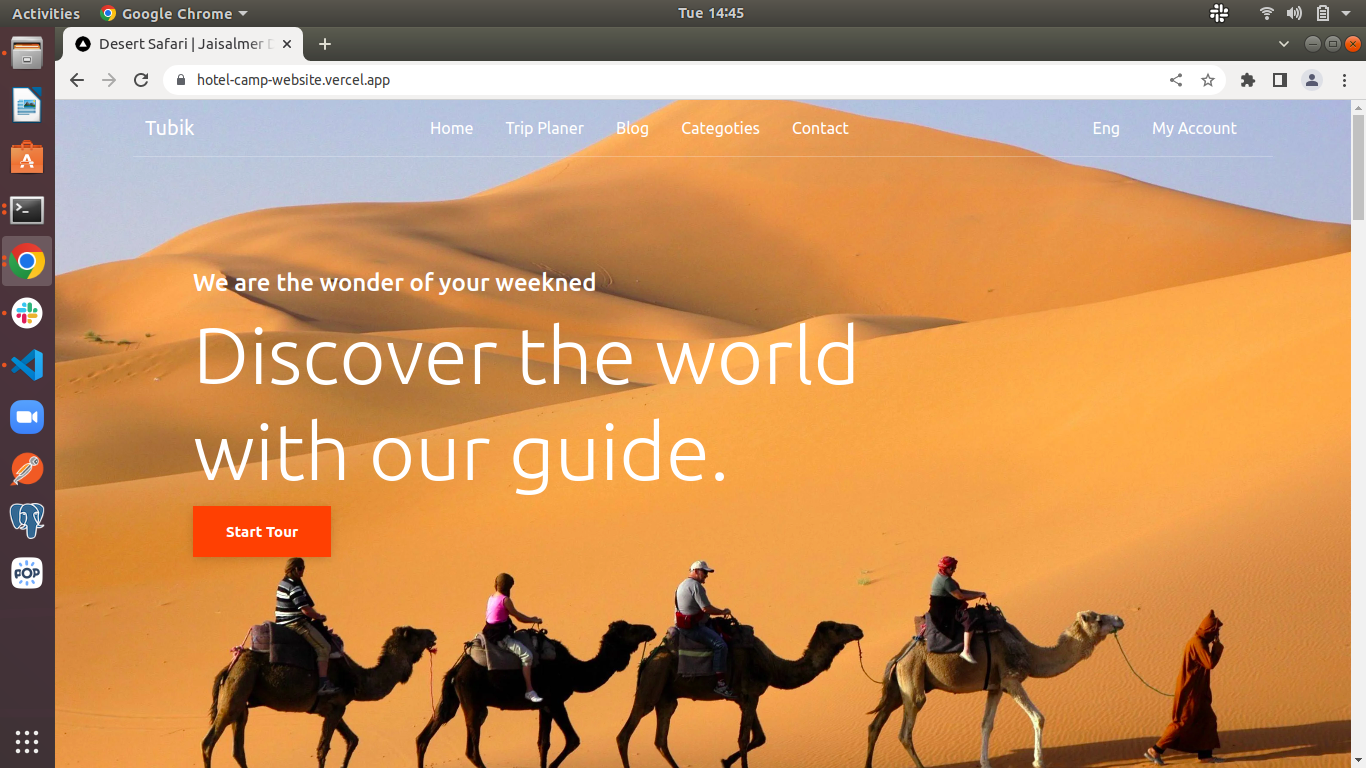 Activities Google Chrome Tue 14:45
Desert Safari | Jaisalmer
hotel-camp-website.vercel.app
Tubik Home Trip Planer Blog Categoties Contact Eng My Account
We are the wonder of your weekned
Discover the world
with our guide.
Start Tour
POP